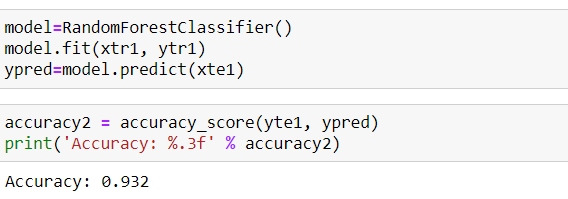 model=RandomForestClassifier()
model.fit(xtr1, ytr1)
ypred=model.predict(xte1)
accuracy2 = accuracy_score(yte1, ypred)
print('Accuracy: %.3f' % accuracy2)
Accuracy: 0.932